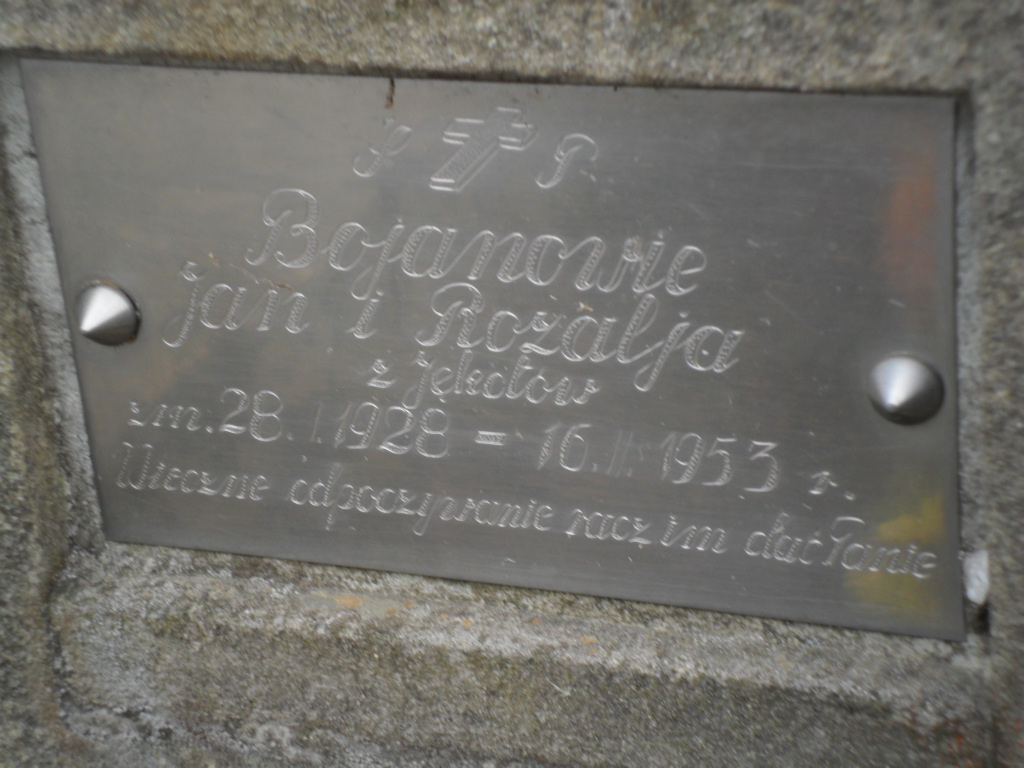 Ś P
Bojanowie
Jan i Rozalja
z Jękotów
zm. 28. I. 1928 = 16. II. 1953 r.
Wieczne odpoczywanie racz im dać Panie